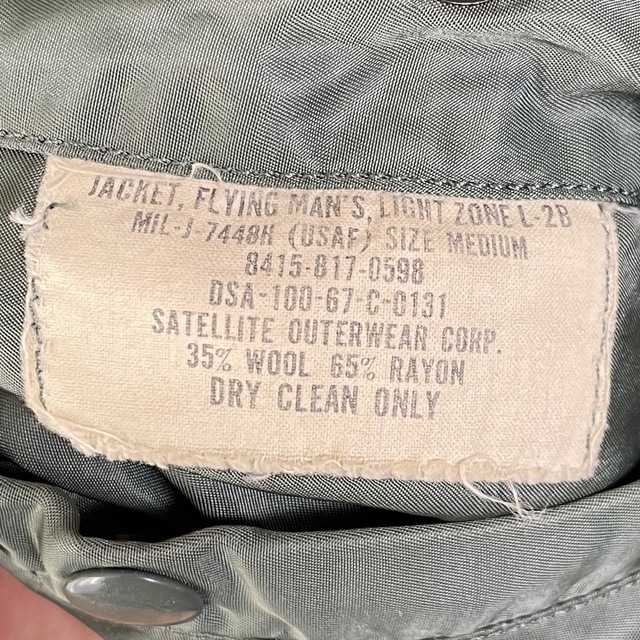 JACKET, FLYING MAN'S, LIGHT ZONE L-2B
MIL-J-7448H (USAF) SIZE MEDIUM
8415-817-0598
DSA-100-67-C-0131
SATELLITE OUTERWEAR CORP.
35% WOOL 65% RAYON
DRY CLEAN ONLY